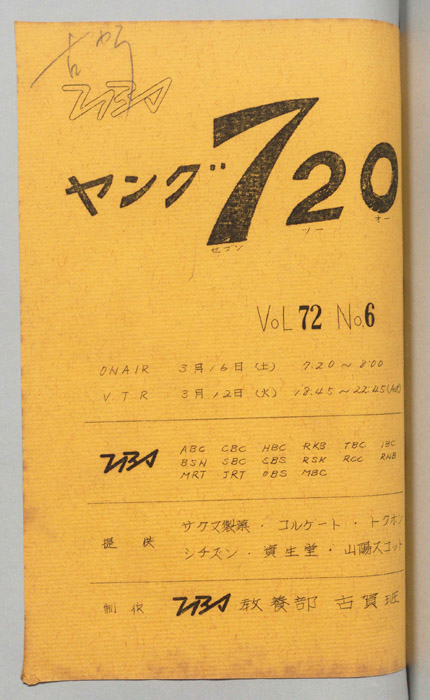 TBS
ヤング720
セブン ツー オー
VOL 72 No.6
ONAIR 3月16日(土) 7:20~8:00
VTR 3月12日(火) 18:45~22:45
TBS ABC CBC HBC RKB TBC IBC
BSN SBC SBS RSK RCC RNB
MRT JRT OBS MBC
提供 サクマ製菓・コルゲート・トクホン
シチズン・資生堂・山陽スコット
制作 TBS 教養部 古賀班